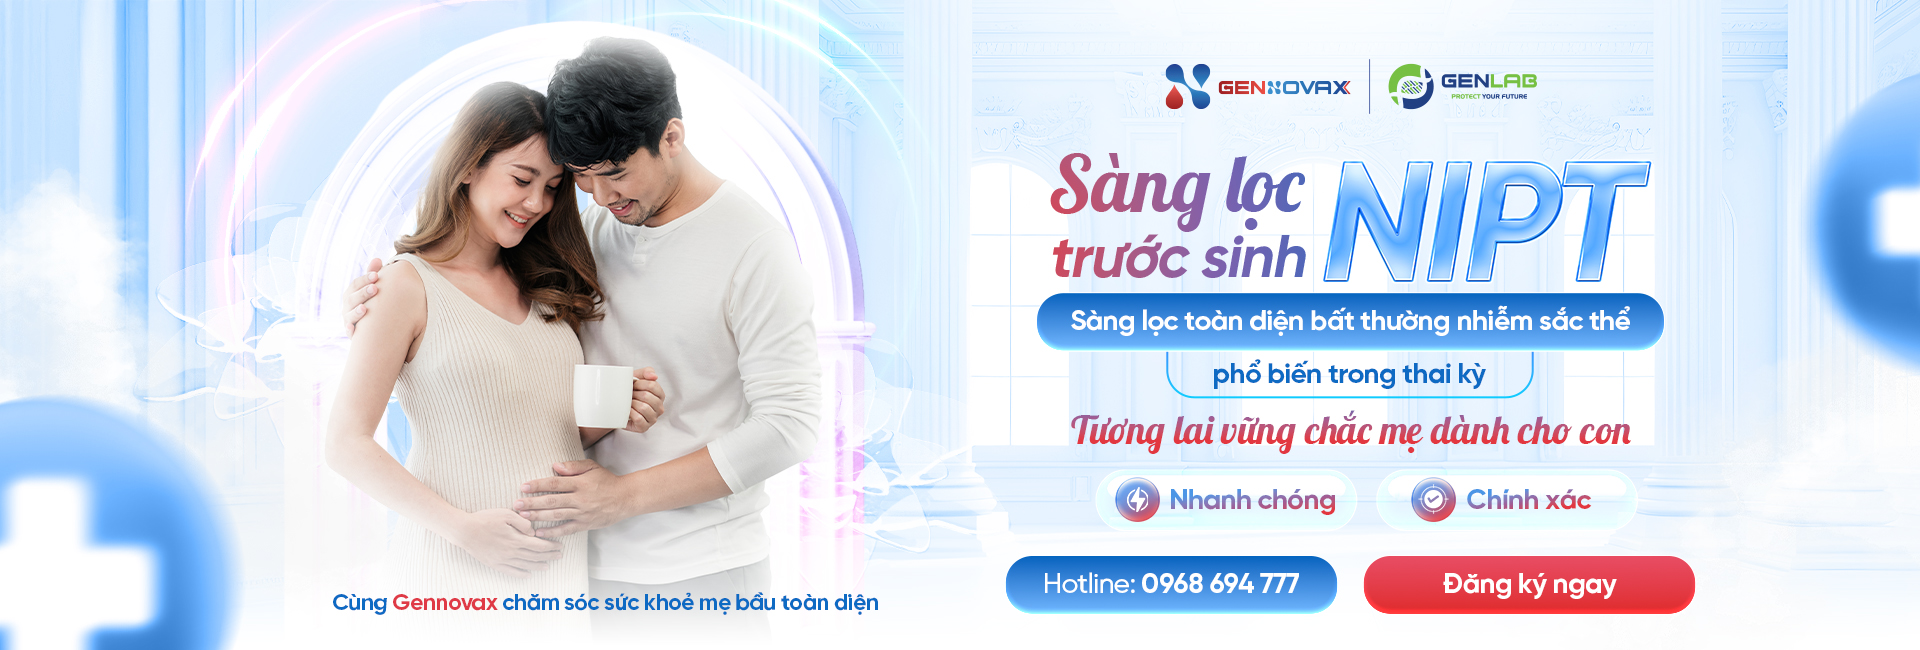 GENNOVAX
GENLAB
PROTECT YOUR FUTURE
Sàng lọc
trước sinh
NIPT
Sàng lọc toàn diện bất thường nhiễm sắc thể
phổ biến trong thai kỳ
Tương lai vững chắc mẹ dành cho con
Nhanh chóng
Chính xác
Hotline: 0968 694 777
Đăng ký ngay
Cùng Gennovax chăm sóc sức khoẻ mẹ bầu toàn diện